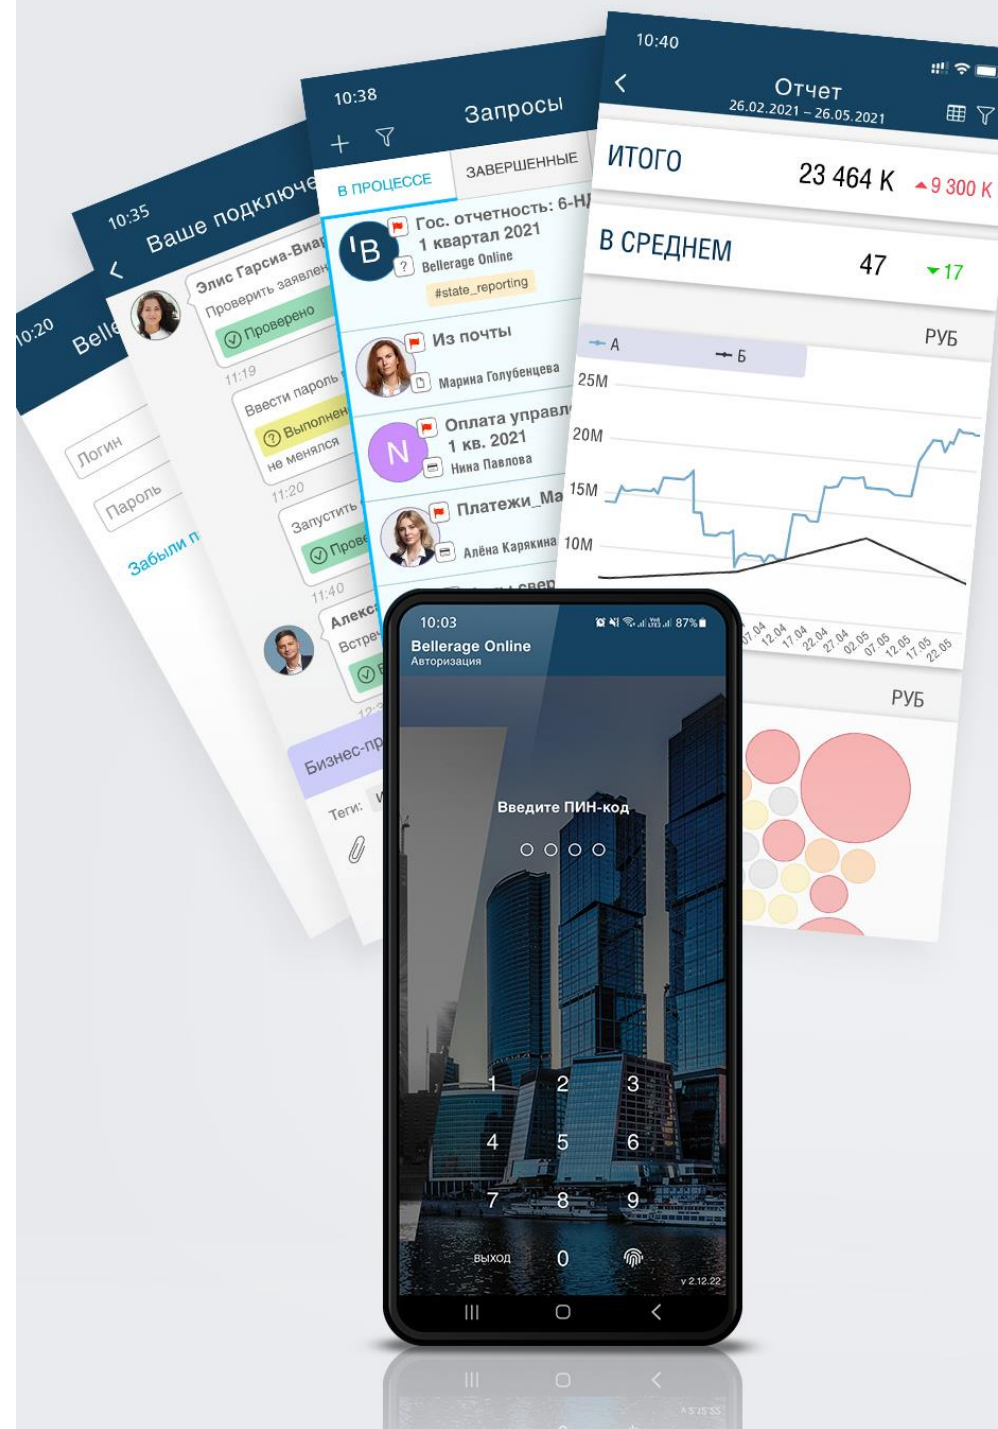 10:20
Belle
Логин
Пароль
Забыли п
10:35
Ваше подключе
Элис Гарсиа-Виар
Проверить заявлен
Проверено
11:19
Ввести пароль
Выполнен
не менялся
11:20
Запустить
Прове
11:40
Алекса
Встреч
12:3
Бизнес-пр
Теги: И
10:38
Запросы
В ПРОЦЕССЕ
ЗАВЕРШЕННЫЕ
Гос. отчетность: 6-НД
1 квартал 2021
Bellerage Online
#state_reporting
Из почты
Марина Голубенцева
N
Оплата управл
1 кв. 2021
Нина Павлова
Платежи_Ма
Алёна Карякина
10:40
Отчет
26.02.2021 – 26.05.2021
ИТОГО 23 464 K 9 300 K
В СРЕДНЕМ 47 17
РУБ
А Б
25M
20M
15M
10M
07.04 12.04 17.04 22.04 27.04 02.05 07.05 12.05 17.05 22.05
РУБ
10:03 87%
Bellerage Online
Авторизация
Введите ПИН-код
1 2 3
4 5 6
7 8 9
ВЫХОД 0
v 2.12.22